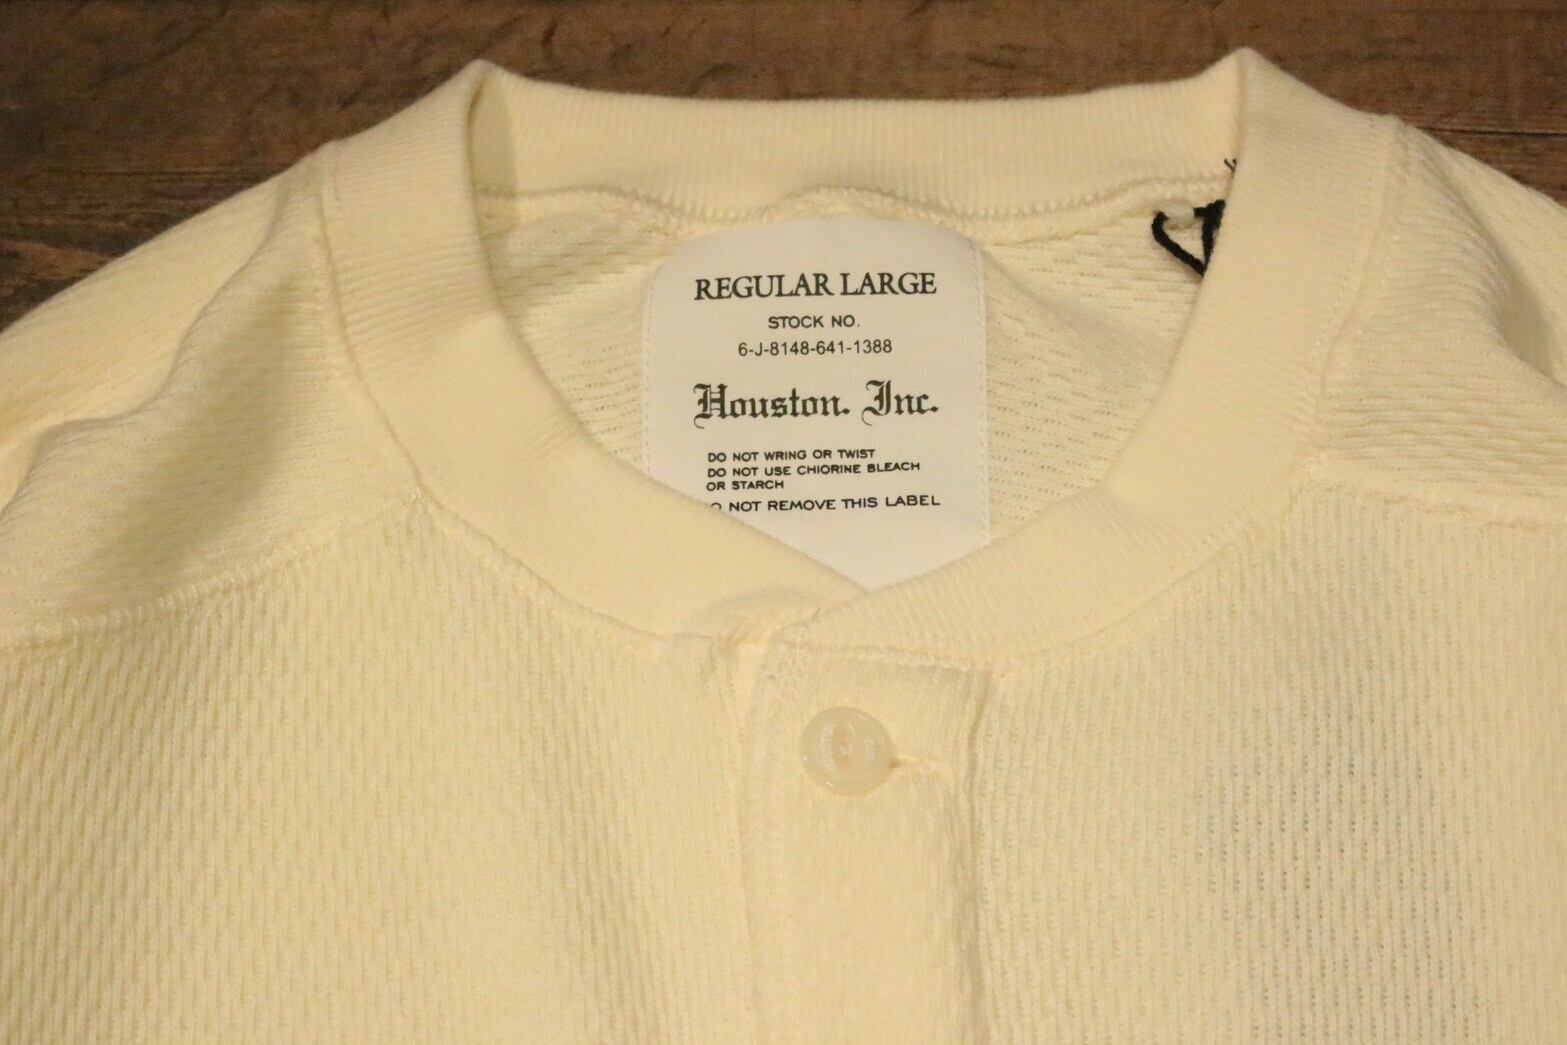 REGULAR LARGE
STOCK NO.
6-J-8148-641-1388
Houston. Inc.
DO NOT WRING OR TWIST
DO NOT USE CHIORINE BLEACH
OR STARCH
DO NOT REMOVE THIS LABEL